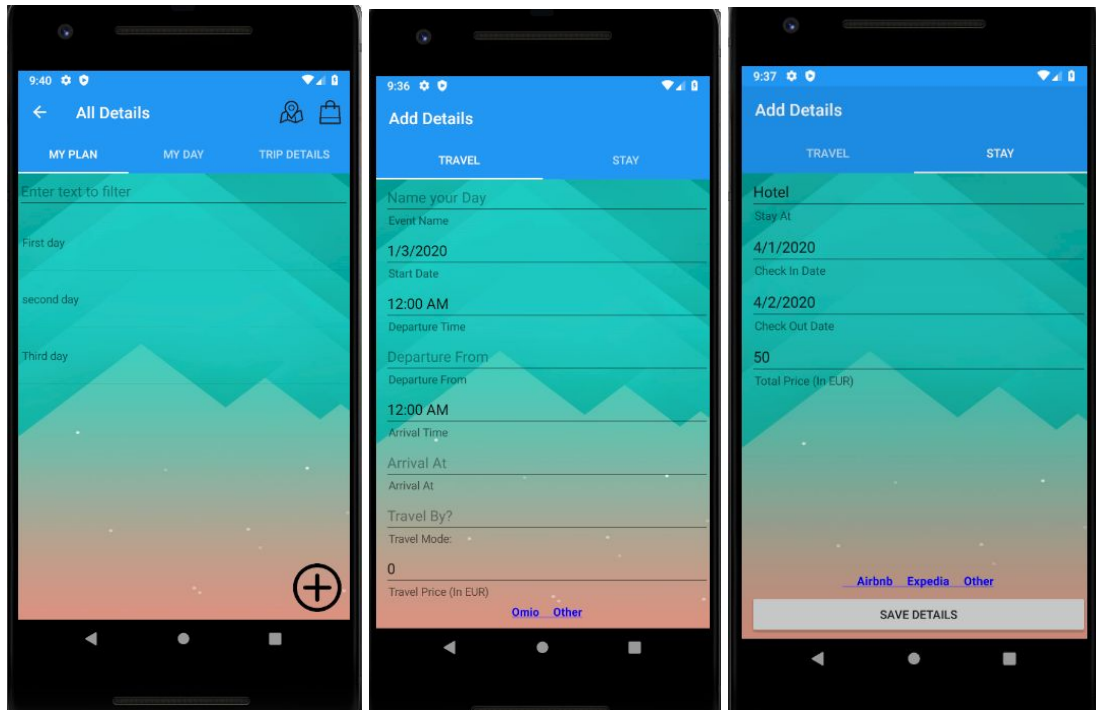 9:40
All Details
MY PLAN MY DAY TRIP DETAILS
Enter text to filter
First day
second day
Third day
9:36
Add Details
TRAVEL STAY
Name your Day
Event Name
1/3/2020
Start Date
12:00 AM
Departure Time
Departure From
Departure From
12:00 AM
Arrival Time
Arrival At
Arrival At
Travel By?
Travel Mode:
0
Travel Price (In EUR)
Omio Other
9:37
Add Details
TRAVEL STAY
Hotel
Stay At
4/1/2020
Check In Date
4/2/2020
Check Out Date
50
Total Price (In EUR)
Airbnb Expedia Other
SAVE DETAILS